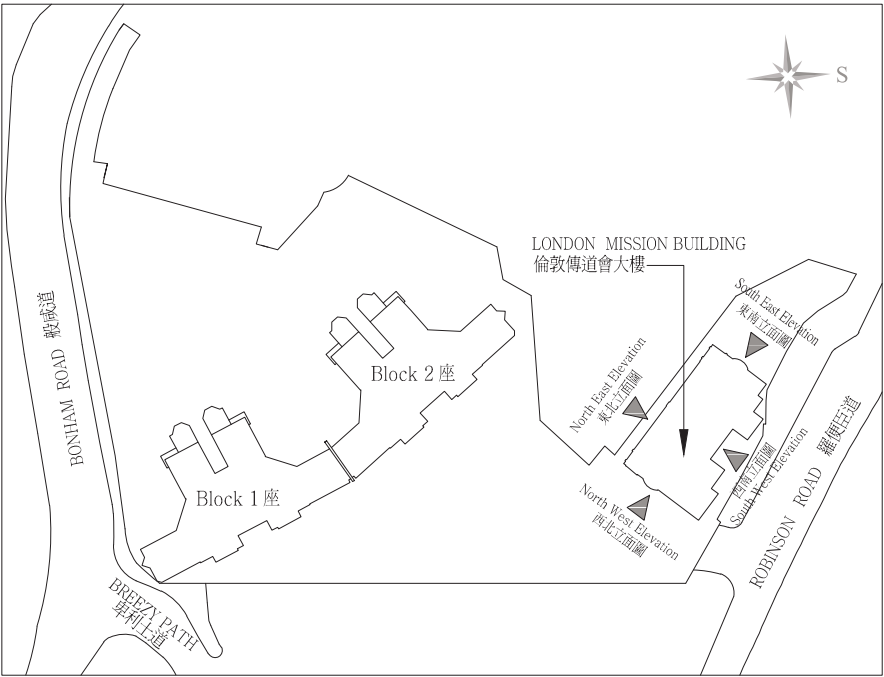 S
LONDON MISSION BUILDING
倫敦傳道會大樓
South East Elevation
東南立面圖
North East Elevation
東北立面圖
BONHAM ROAD 般咸道
Block 2座
Block 1座
西南立面圖
South West Elevation
North West Elevation
西北立面圖
ROBINSON ROAD 羅便臣道
BREEZY PATH
卑利士道